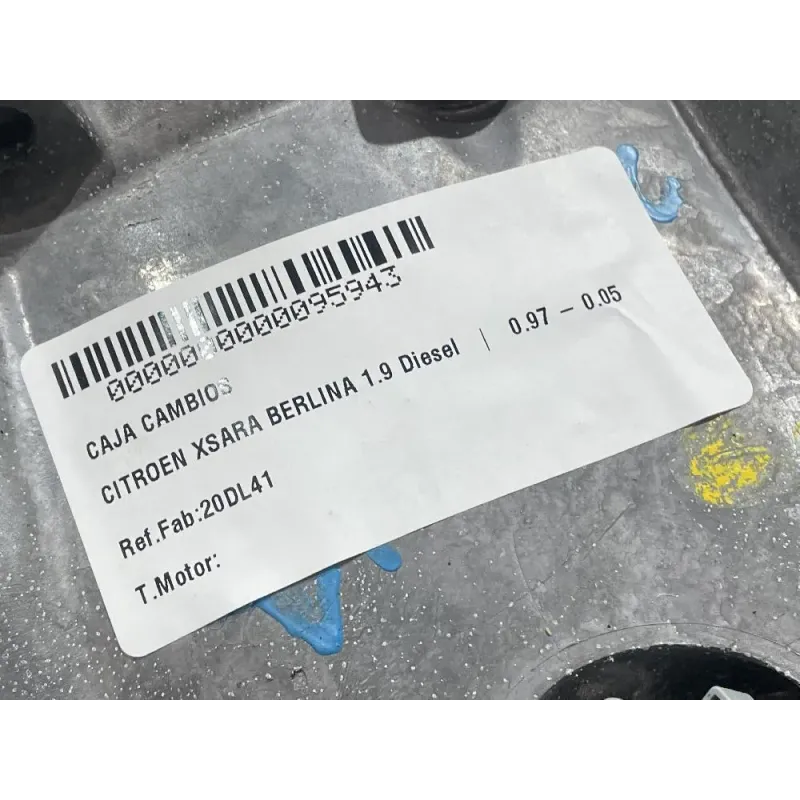 0000000000095943
CAJA CAMBIOS
CITROEN XSARA BERLINA 1.9 Diesel | 0.97 – 0.05
Ref.Fab:20DL41
T.Motor: